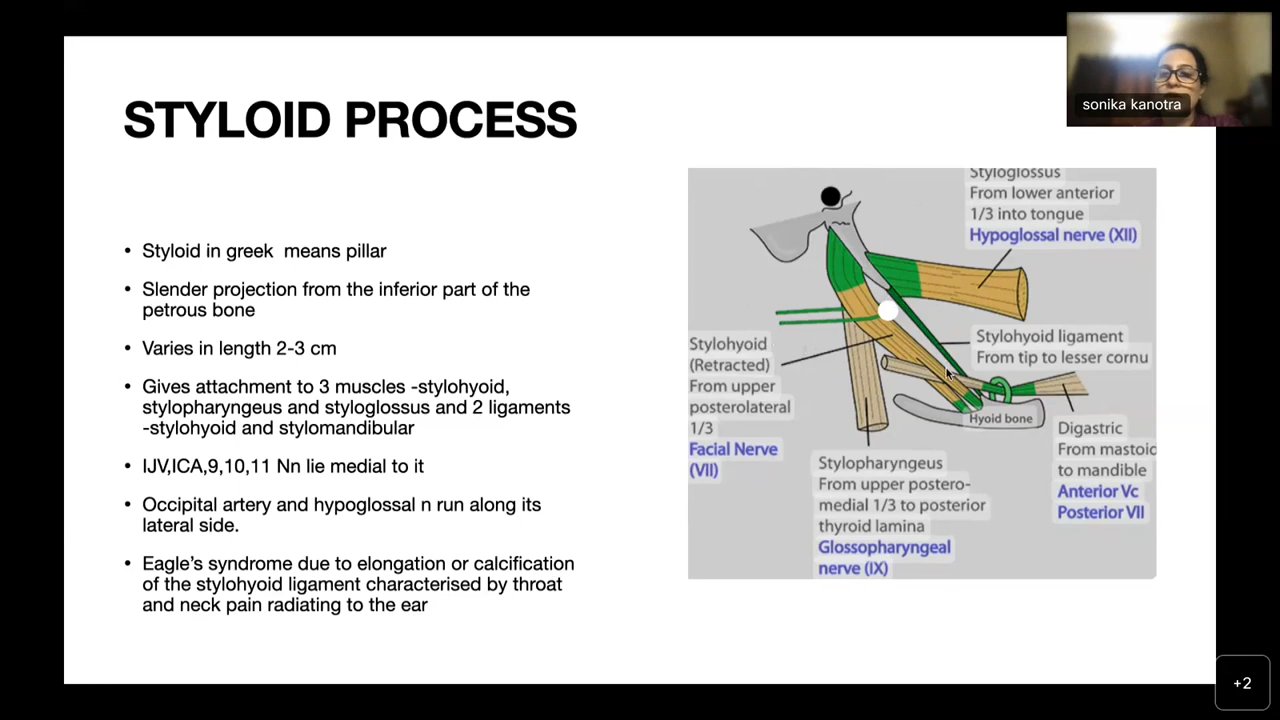 sonika kanotra
STYLOID PROCESS
• Styloid in greek  means pillar
• Slender projection from the inferior part of the
petrous bone
• Varies in length 2-3 cm
• Gives attachment to 3 muscles -stylohyoid,
stylopharyngeus and styloglossus and 2 ligaments
-stylohyoid and stylomandibular
• IJV,ICA,9,10,11 Nn lie medial to it
• Occipital artery and hypoglossal n run along its
lateral side.
• Eagle’s syndrome due to elongation or calcification
of the stylohyoid ligament characterised by throat
and neck pain radiating to the ear
Styloglossus
From lower anterior
1/3 into tongue
Hypoglossal nerve (XII)
Stylohyoid ligament
From tip to lesser cornu
Stylohyoid
(Retracted)
From upper
posterolateral
1/3
Facial Nerve
(VII)
Hyoid bone
Digastric
From mastoid
to mandible
Anterior Vc
Posterior VII
Stylopharyngeus
From upper postero-
medial 1/3 to posterior
thyroid lamina
Glossopharyngeal
nerve (IX)
+2